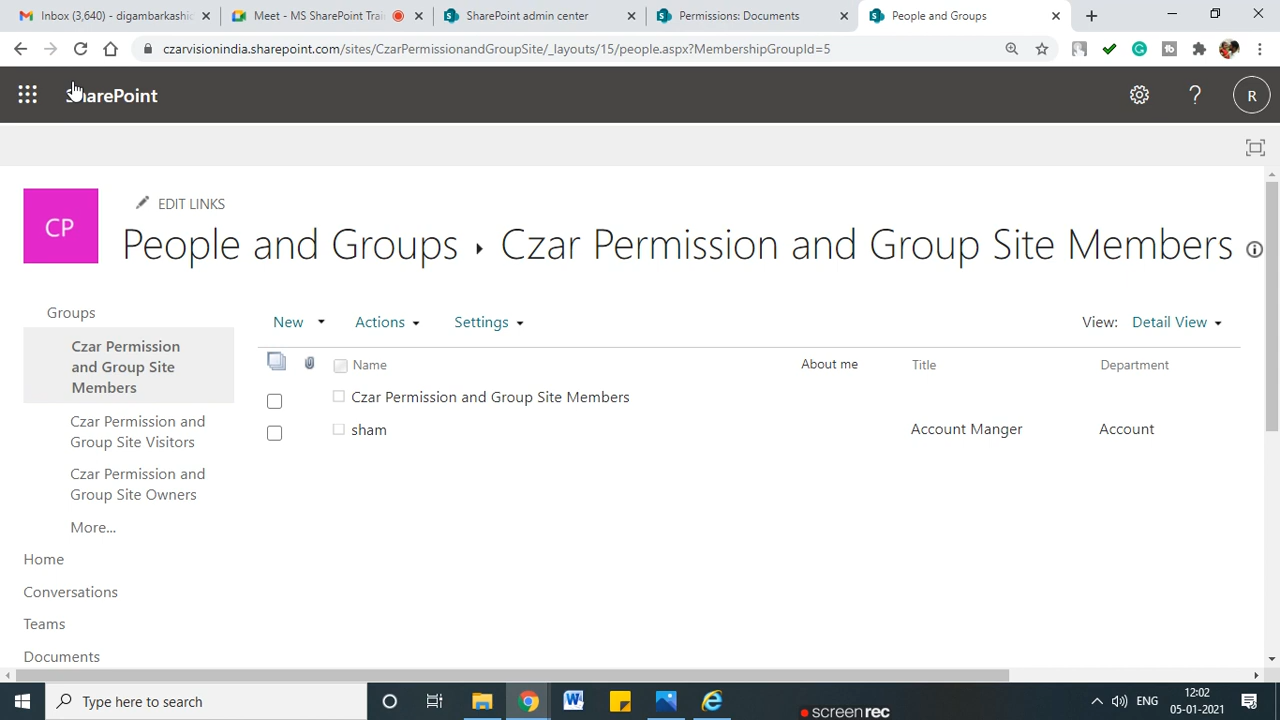 Inbox (3,640) - digambarkashic
Meet - MS SharePoint Trai
SharePoint admin center
Permissions: Documents
People and Groups
czarvisionindia.sharepoint.com/sites/CzarPermissionandGroupSite/_layouts/15/people.aspx?MembershipGroupId=5
SharePoint
R
CP
EDIT LINKS
People and Groups ▸ Czar Permission and Group Site Members
Groups
Czar Permission
and Group Site
Members
Czar Permission and
Group Site Visitors
Czar Permission and
Group Site Owners
More...
Home
Conversations
Teams
Documents
New Actions Settings View: Detail View
Name About me Title Department
Czar Permission and Group Site Members
sham Account Manger Account
Type here to search
screenrec
ENG
12:02
05-01-2021